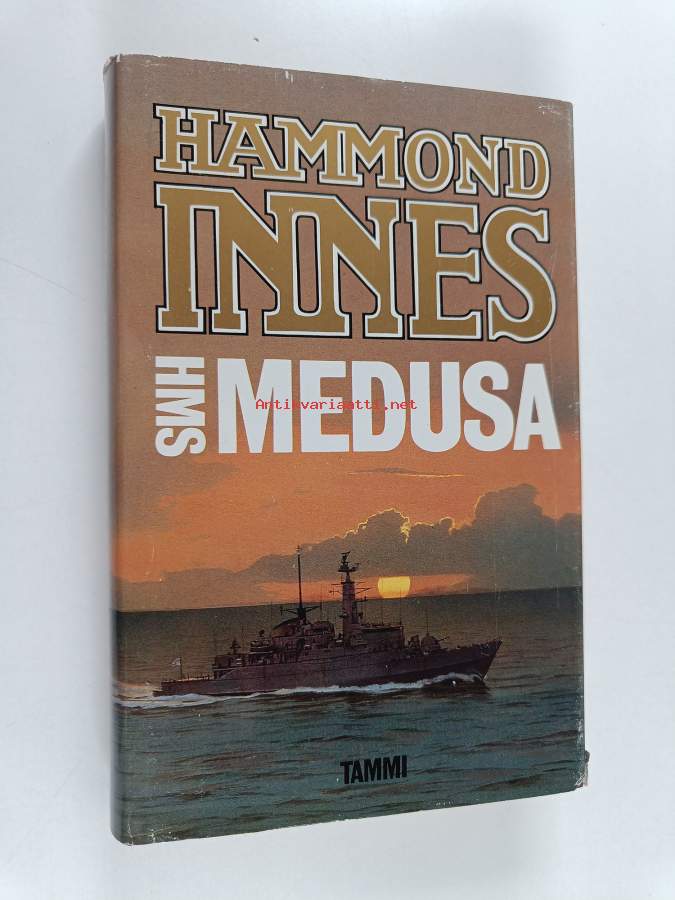 HAMMOND
INNES
HMS MEDUSA
Antikvariaatti.net
TAMMI